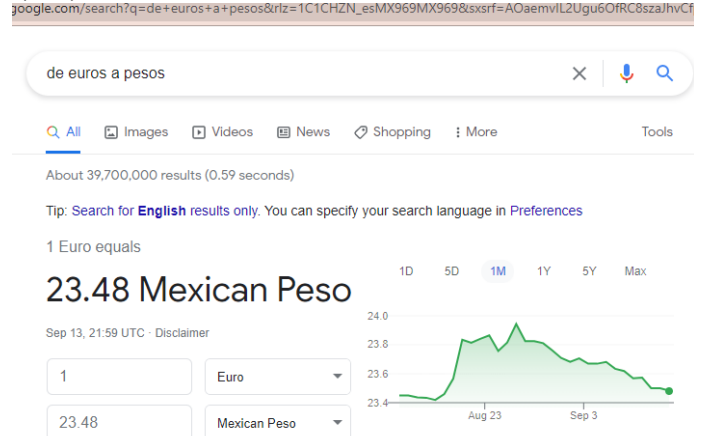 google.com/search?q=de+euros+a+pesos&rlz=1C1CHZN_esMX969MX969&sxsrf=AOaemvIL2Ugu6OfRC8szaJhvCf
de euros a pesos
All Images Videos News Shopping More Tools
About 39,700,000 results (0.59 seconds)
Tip: Search for English results only. You can specify your search language in Preferences
1 Euro equals
23.48 Mexican Peso
Sep 13, 21:59 UTC · Disclaimer
1 Euro
23.48 Mexican Peso
1D 5D 1M 1Y 5Y Max
24.0
23.8
23.6
23.4
Aug 23 Sep 3